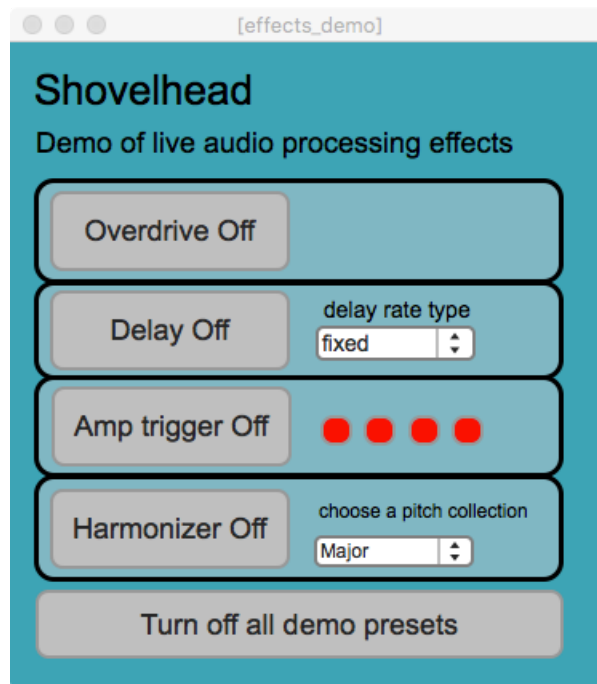 [effects_demo]
Shovelhead
Demo of live audio processing effects
Overdrive Off
delay rate type
Delay Off
fixed
Amp trigger Off
choose a pitch collection
Harmonizer Off
Major
Turn off all demo presets